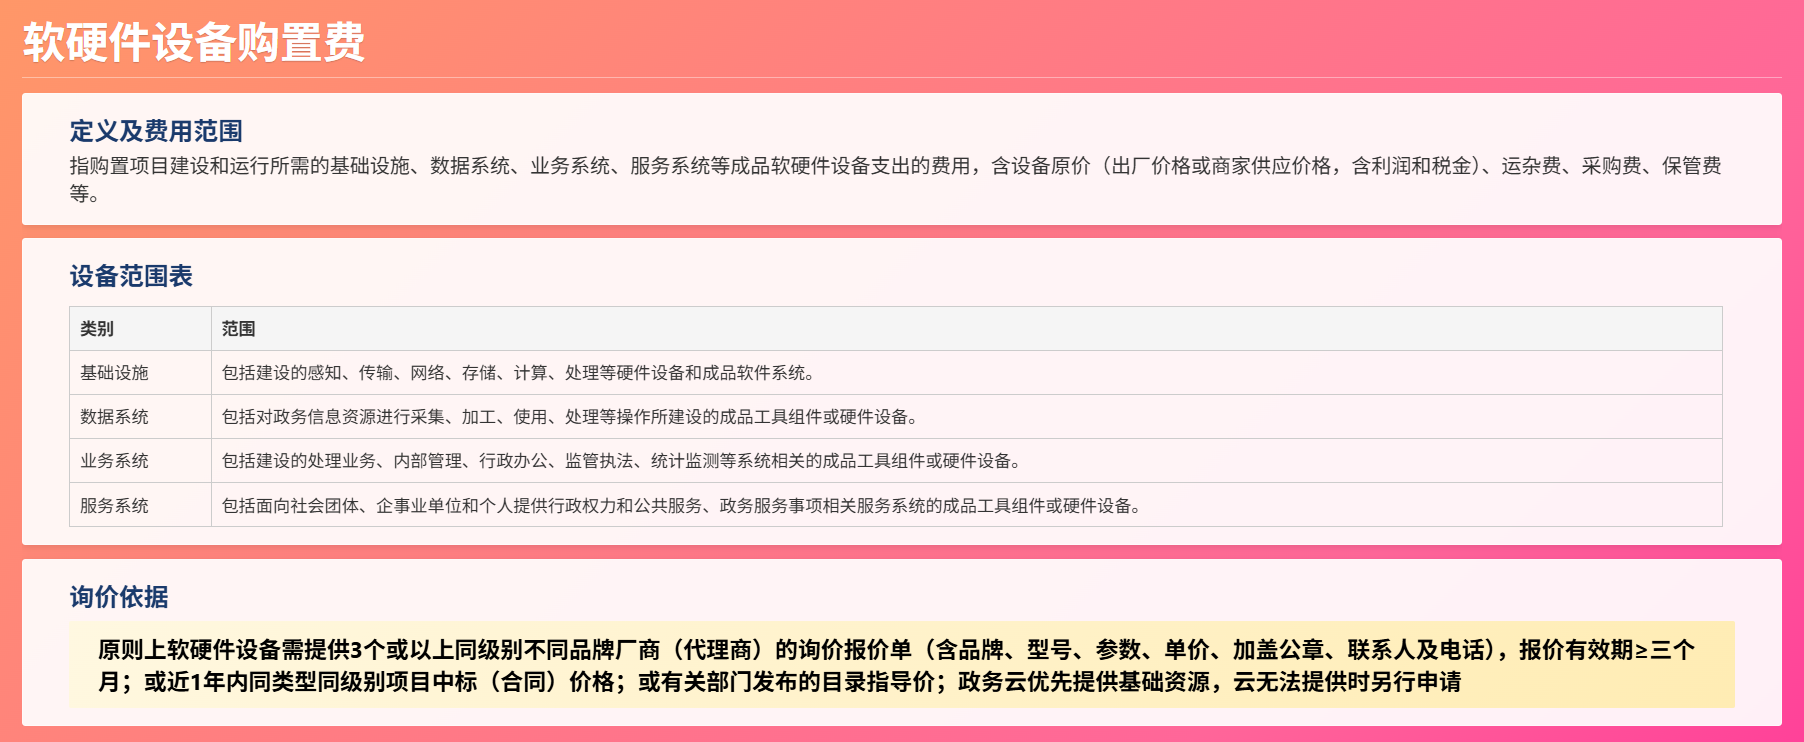 软硬件设备购置费
定义及费用范围
指购置项目建设和运行所需的基础设施、数据系统、业务系统、服务系统等成品软硬件设备支出的费用，含设备原价（出厂价格或商家供应价格，含利润和税金）、运杂费、采购费、保管费
等。
设备范围表
类别 范围
基础设施 包括建设的感知、传输、网络、存储、计算、处理等硬件设备和成品软件系统。
数据系统 包括对政务信息资源进行采集、加工、使用、处理等操作所建设的成品工具组件或硬件设备。
业务系统 包括建设的处理业务、内部管理、行政办公、监管执法、统计监测等系统相关的成品工具组件或硬件设备。
服务系统 包括面向社会团体、企事业单位和个人提供行政权力和公共服务、政务服务事项相关服务系统的成品工具组件或硬件设备。
询价依据
原则上软硬件设备需提供3个或以上同级别不同品牌厂商（代理商）的询价报价单（含品牌、型号、参数、单价、加盖公章、联系人及电话），报价有效期≥三个
月；或近1年内同类型同级别项目中标（合同）价格；或有关部门发布的目录指导价；政务云优先提供基础资源，云无法提供时另行申请